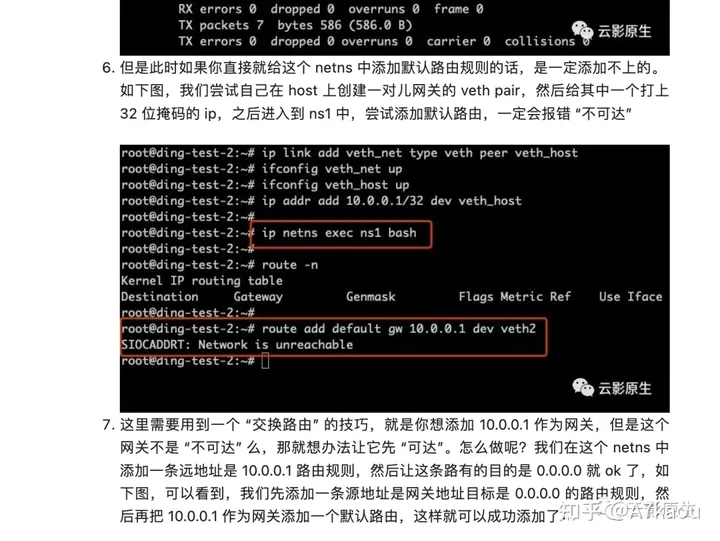 RX errors 0  dropped 0  overruns 0  frame 0
TX packets 7  bytes 586 (586.0 B)
TX errors 0  dropped 0 overruns 0  carrier 0  collisions 0
云影原生
6. 但是此时如果你直接就给这个 netns 中添加默认路由规则的话，是一定添加不上的。
如下图，我们尝试自己在 host 上创建一对儿网关的 veth pair，然后给其中一个打上
32 位掩码的 ip，之后进入到 ns1 中，尝试添加默认路由，一定会报错 “不可达”
root@ding-test-2:~# ip link add veth_net type veth peer veth_host
root@ding-test-2:~# ifconfig veth_net up
root@ding-test-2:~# ifconfig veth_host up
root@ding-test-2:~# ip addr add 10.0.0.1/32 dev veth_host
root@ding-test-2:~#
root@ding-test-2:~# ip netns exec ns1 bash
root@ding-test-2:~#
root@ding-test-2:~# route -n
Kernel IP routing table
Destination     Gateway         Genmask         Flags Metric Ref    Use Iface
root@ding-test-2:~#
root@ding-test-2:~# route add default gw 10.0.0.1 dev veth2
SIOCADDRT: Network is unreachable
root@ding-test-2:~#
云影原生
7. 这里需要用到一个 “交换路由” 的技巧，就是你想添加 10.0.0.1 作为网关，但是这个
网关不是 “不可达” 么，那就想办法让它先 “可达”。怎么做呢？我们在这个 netns 中
添加一条远地址是 10.0.0.1 路由规则，然后让这条路有的目的是 0.0.0.0 就 ok 了，如
下图，可以看到，我们先添加一条源地址是网关地址目标是 0.0.0.0 的路由规则，然
后再把 10.0.0.1 作为网关添加一个默认路由，这样就可以成功添加了。